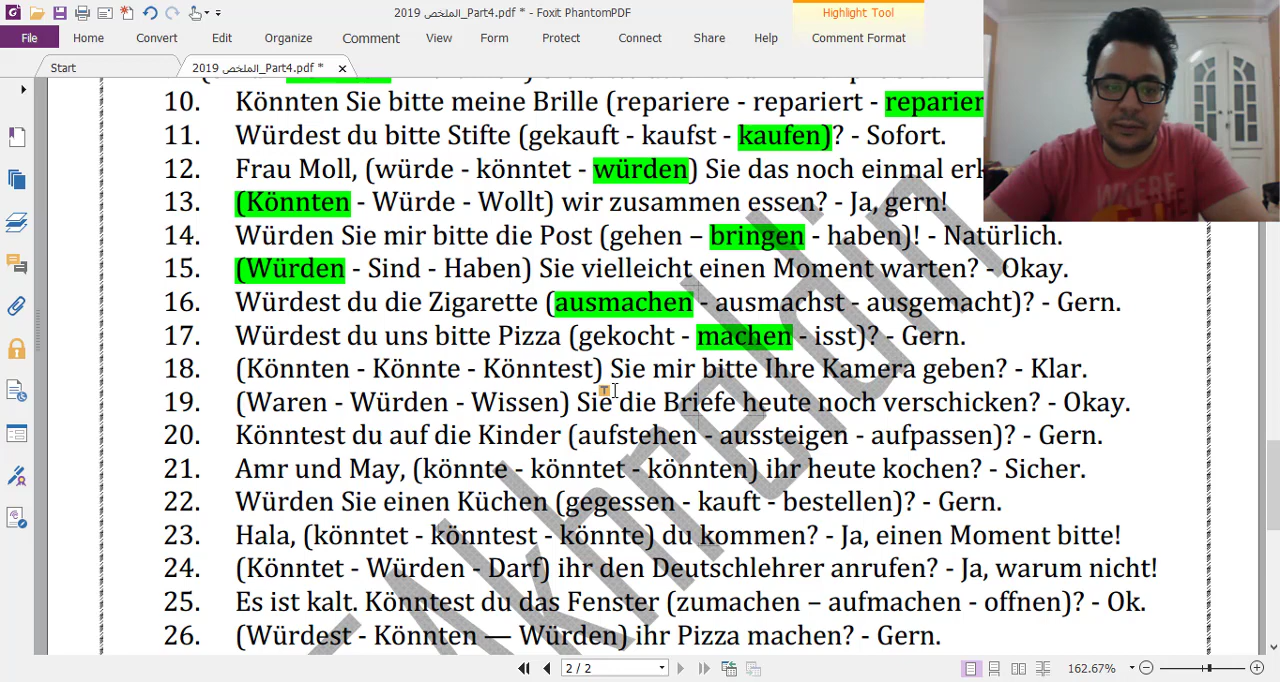 2019 الملخص_Part4.pdf * - Foxit PhantomPDF
Highlight Tool
File Home Convert Edit Organize Comment View Form Protect Connect Share Help Comment Format
Start 2019 الملخص_Part4.pdf *
10. Könnten Sie bitte meine Brille (repariere - repariert -
11. Würdest du bitte Stifte (gekauft - kaufst - kaufen)? - Sofort.
12. Frau Moll, (würde - könntet - würden) Sie das noch einmal
13. (Könnten - Würde - Wollt) wir zusammen essen? - Ja, gern!
14. Würden Sie mir bitte die Post (gehen – bringen - haben)! - Natürlich.
15. (Würden - Sind - Haben) Sie vielleicht einen Moment warten? - Okay.
16. Würdest du die Zigarette (ausmachen - ausmachst - ausgemacht)? - Gern.
17. Würdest du uns bitte Pizza (gekocht - machen - isst)? - Gern.
18. (Könnten - Könnte - Könntest) Sie mir bitte Ihre Kamera geben? - Klar.
19. (Waren - Würden - Wissen) Sie die Briefe heute noch verschicken? - Okay.
20. Könntest du auf die Kinder (aufstehen - aussteigen - aufpassen)? - Gern.
21. Amr und May, (könnte - könntet - könnten) ihr heute kochen? - Sicher.
22. Würden Sie einen Küchen (gegessen - kauft - bestellen)? - Gern.
23. Hala, (könntet - könntest - könnte) du kommen? - Ja, einen Moment bitte!
24. (Könntet - Würden - Darf) ihr den Deutschlehrer anrufen? - Ja, warum nicht!
25. Es ist kalt. Könntest du das Fenster (zumachen – aufmachen - offnen)? - Ok.
26. (Würdest - Könnten — Würden) ihr Pizza machen? - Gern.
2 / 2
162.67%